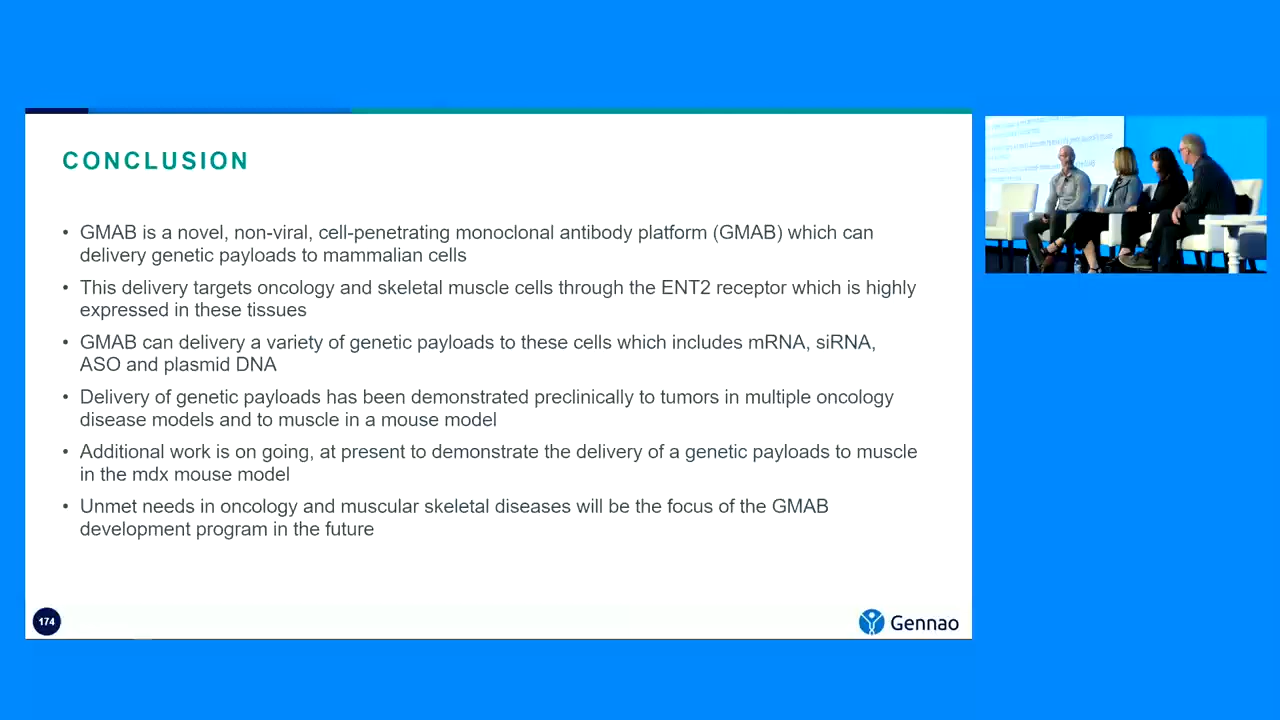 CONCLUSION
• GMAB is a novel, non-viral, cell-penetrating monoclonal antibody platform (GMAB) which can
delivery genetic payloads to mammalian cells
• This delivery targets oncology and skeletal muscle cells through the ENT2 receptor which is highly
expressed in these tissues
• GMAB can delivery a variety of genetic payloads to these cells which includes mRNA, siRNA,
ASO and plasmid DNA
• Delivery of genetic payloads has been demonstrated preclinically to tumors in multiple oncology
disease models and to muscle in a mouse model
• Additional work is on going, at present to demonstrate the delivery of a genetic payloads to muscle
in the mdx mouse model
• Unmet needs in oncology and muscular skeletal diseases will be the focus of the GMAB
development program in the future
174
Gennao